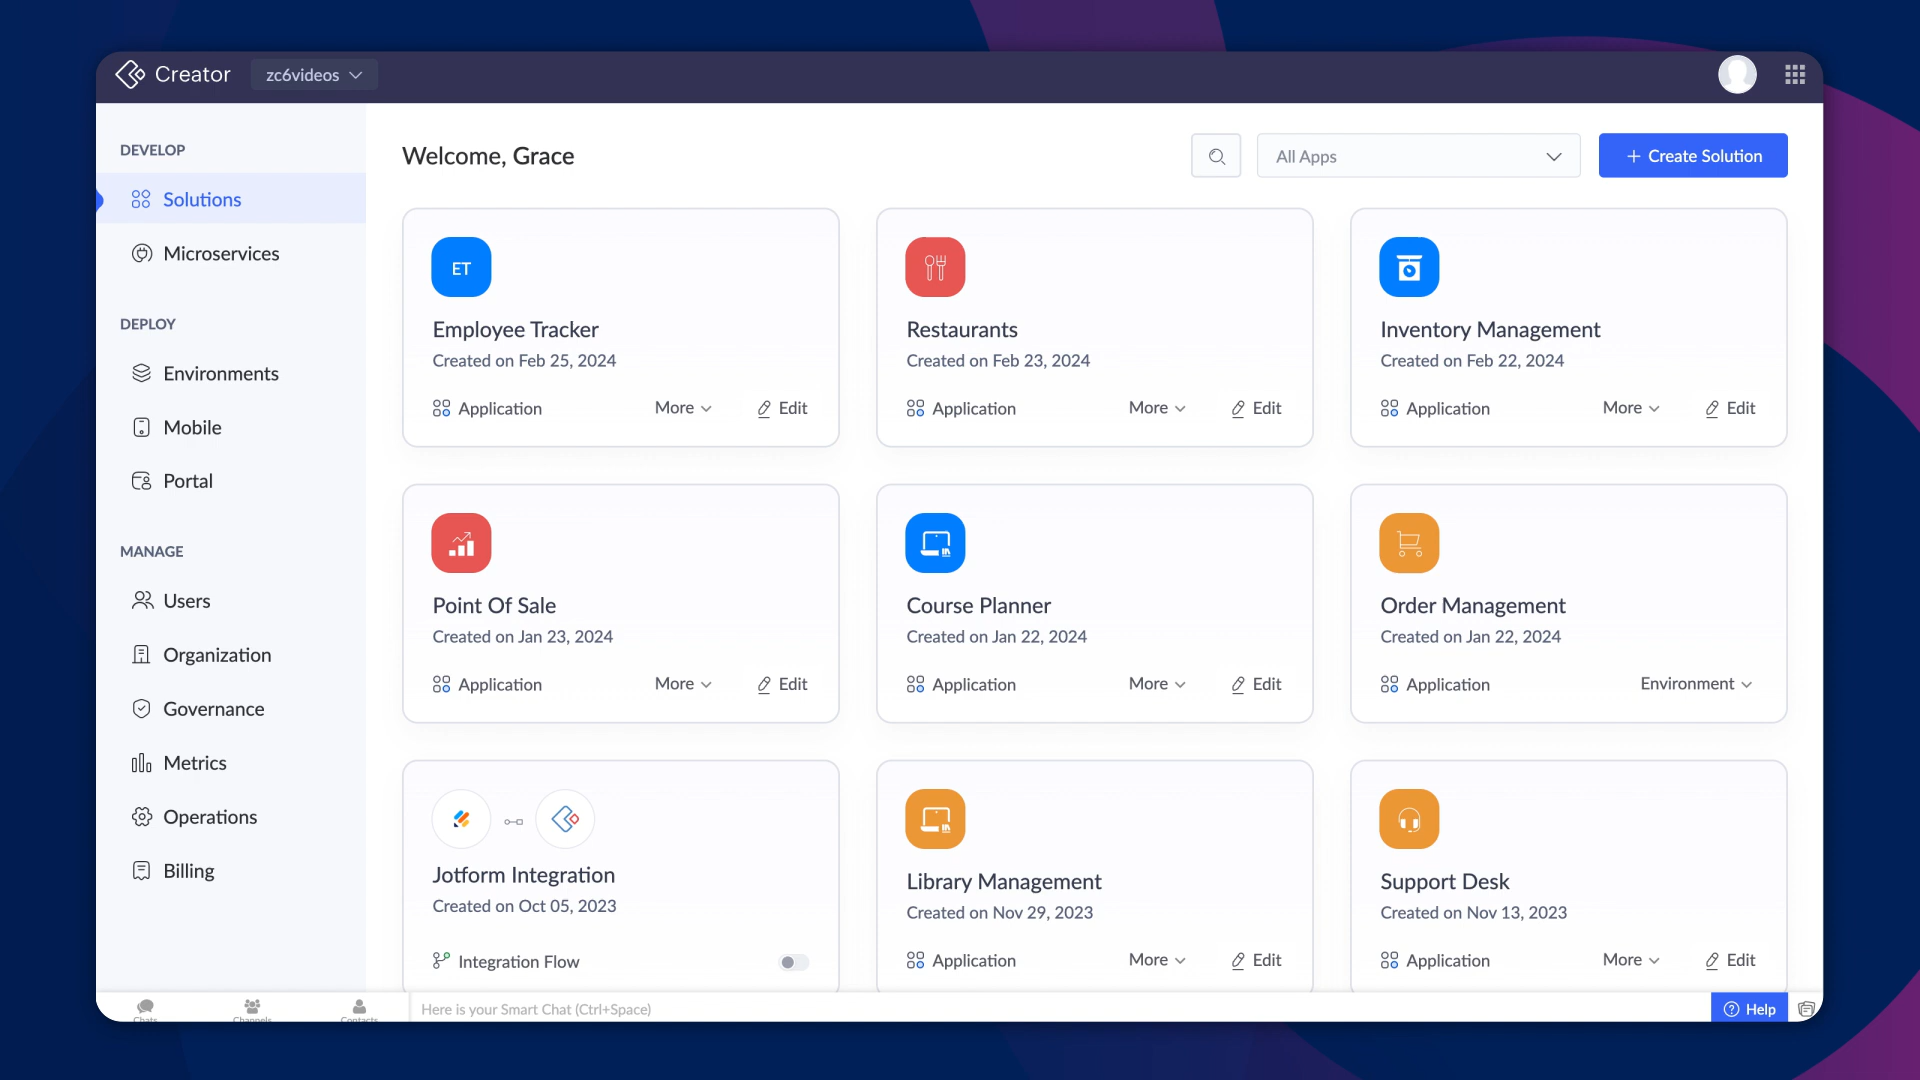 Creator
zc6videos
DEVELOP
Solutions
Microservices
DEPLOY
Environments
Mobile
Portal
MANAGE
Users
Organization
Governance
Metrics
Operations
Billing
Welcome, Grace
All Apps
+ Create Solution
ET
Employee Tracker
Created on Feb 25, 2024
Application More Edit
Restaurants
Created on Feb 23, 2024
Application More Edit
Inventory Management
Created on Feb 22, 2024
Application More Edit
Point Of Sale
Created on Jan 23, 2024
Application More Edit
Course Planner
Created on Jan 22, 2024
Application More Edit
Order Management
Created on Jan 22, 2024
Application Environment
Jotform Integration
Created on Oct 05, 2023
Integration Flow
Library Management
Created on Nov 29, 2023
Application More Edit
Support Desk
Created on Nov 13, 2023
Application More Edit
Chats Channels Contacts
Here is your Smart Chat (Ctrl+Space)
Help